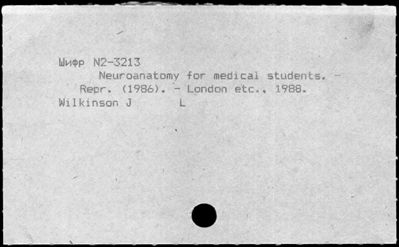 Шифр N2-3213
Neuroanatomy for medical students. -
Repr. (1986). - London etc., 1988.
Wilkinson J L